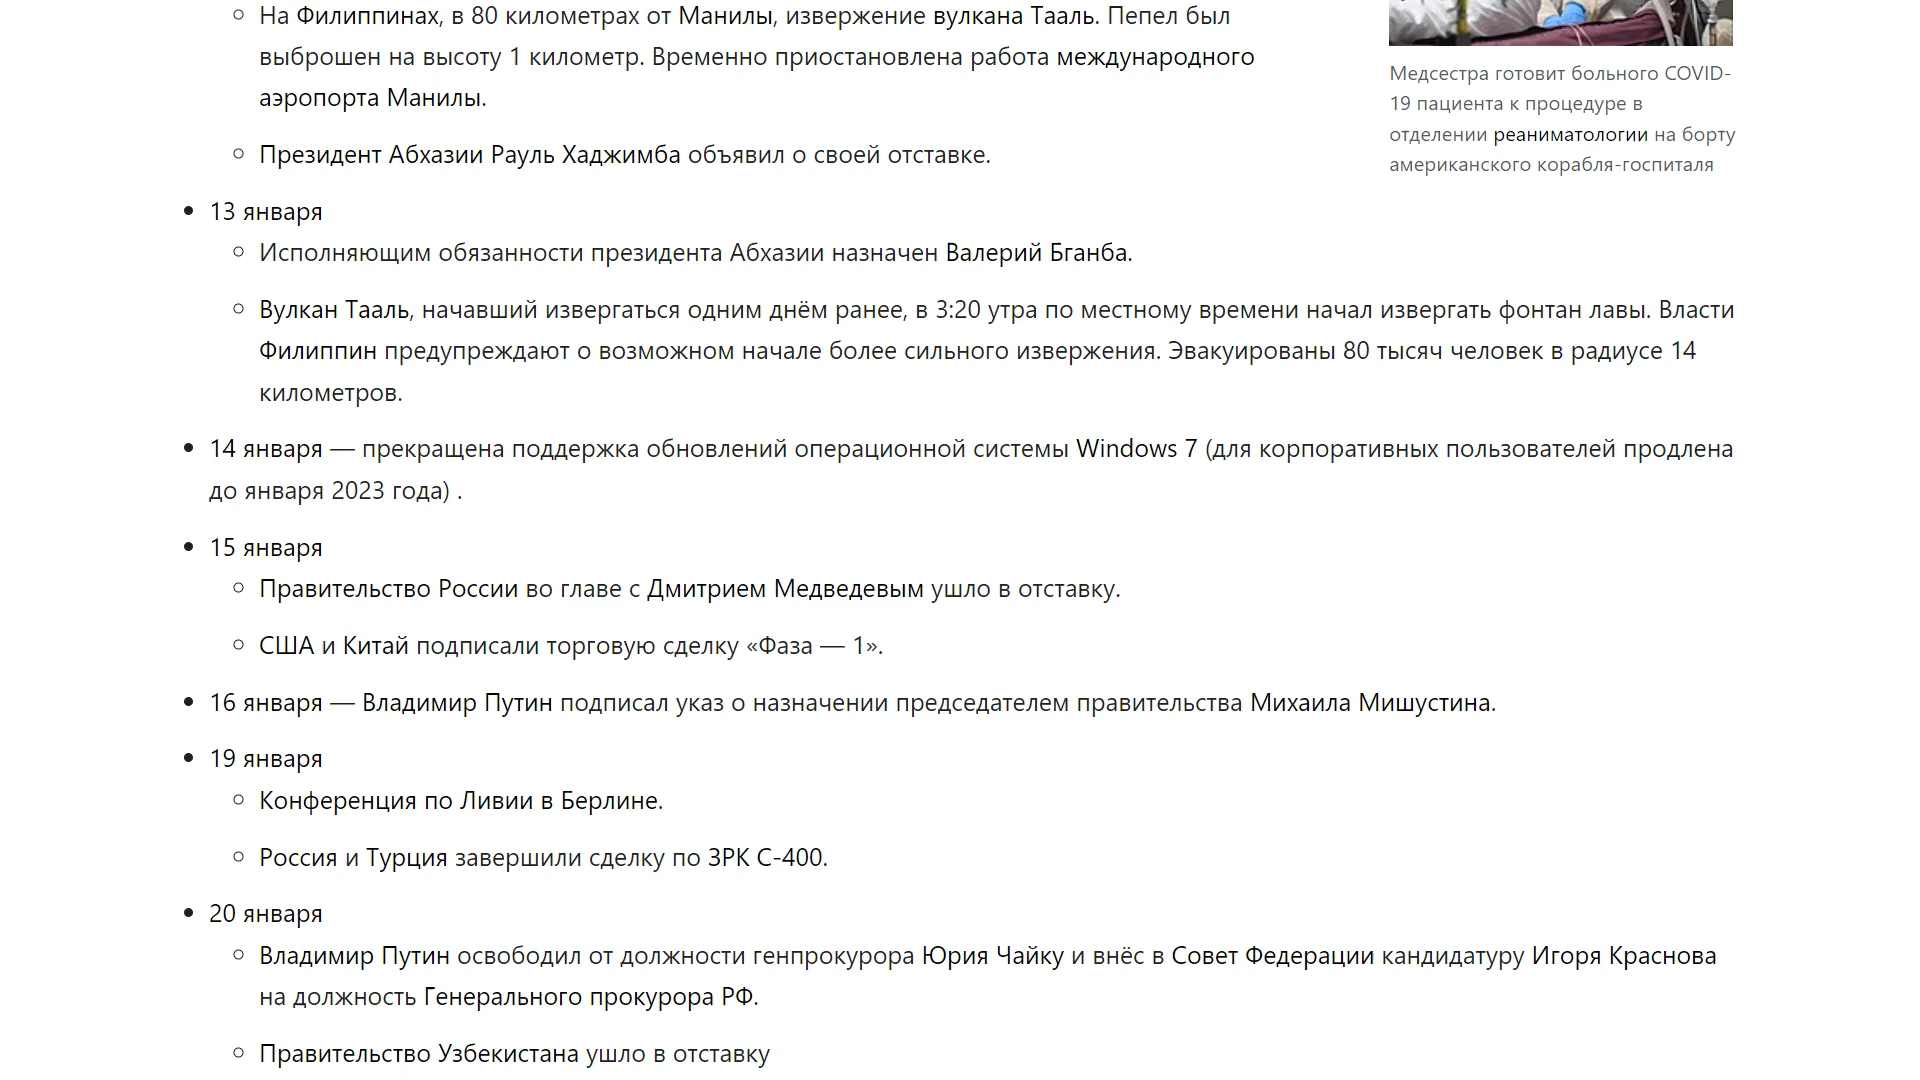 На Филиппинах, в 80 километрах от Манилы, извержение вулкана Тааль. Пепел был
выброшен на высоту 1 километр. Временно приостановлена работа международного
аэропорта Манилы.
Президент Абхазии Рауль Хаджимба объявил о своей отставке.
Медсестра готовит больного COVID-
19 пациента к процедуре в
отделении реаниматологии на борту
американского корабля-госпиталя
13 января
Исполняющим обязанности президента Абхазии назначен Валерий Бганба.
Вулкан Тааль, начавший извергаться одним днём ранее, в 3:20 утра по местному времени начал извергать фонтан лавы. Власти
Филиппин предупреждают о возможном начале более сильного извержения. Эвакуированы 80 тысяч человек в радиусе 14
километров.
14 января — прекращена поддержка обновлений операционной системы Windows 7 (для корпоративных пользователей продлена
до января 2023 года) .
15 января
Правительство России во главе с Дмитрием Медведевым ушло в отставку.
США и Китай подписали торговую сделку «Фаза — 1».
16 января — Владимир Путин подписал указ о назначении председателем правительства Михаила Мишустина.
19 января
Конференция по Ливии в Берлине.
Россия и Турция завершили сделку по ЗРК С-400.
20 января
Владимир Путин освободил от должности генпрокурора Юрия Чайку и внёс в Совет Федерации кандидатуру Игоря Краснова
на должность Генерального прокурора РФ.
Правительство Узбекистана ушло в отставку